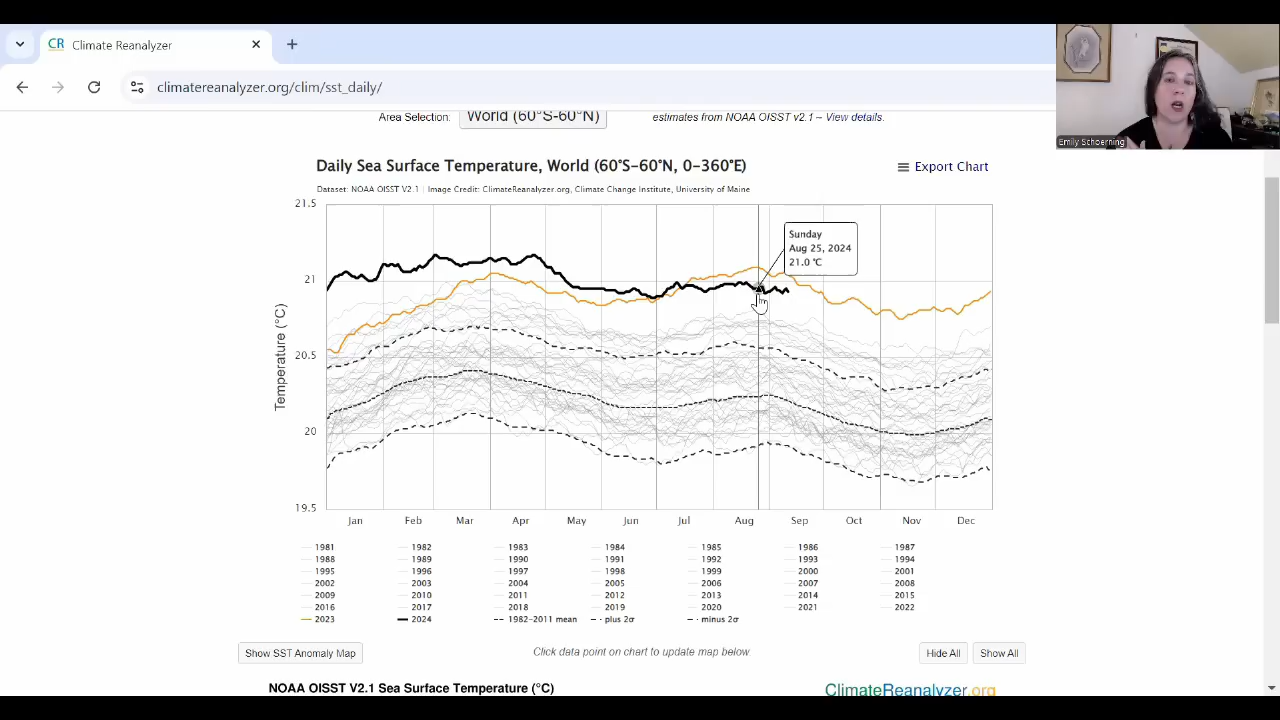 Climate Reanalyzer
climatereanalyzer.org/clim/sst_daily/
Emily Schoerning
Area Selection: World (60°S-60°N) estimates from NOAA OISST v2.1 – View details.
Daily Sea Surface Temperature, World (60°S–60°N, 0–360°E)
Export Chart
Dataset: NOAA OISST V2.1 | Image Credit: ClimateReanalyzer.org, Climate Change Institute, University of Maine
21.5
21
20.5
20
19.5
Temperature (°C)
Sunday
Aug 25, 2024
21.0 °C
Jan Feb Mar Apr May Jun Jul Aug Sep Oct Nov Dec
1981 1982 1983 1984 1985 1986 1987
1988 1989 1990 1991 1992 1993 1994
1995 1996 1997 1998 1999 2000 2001
2002 2003 2004 2005 2006 2007 2008
2009 2010 2011 2012 2013 2014 2015
2016 2017 2018 2019 2020 2021 2022
2023 2024 1982-2011 mean plus 2σ minus 2σ
Show SST Anomaly Map Click data point on chart to update map below. Hide All Show All
NOAA OISST V2.1 Sea Surface Temperature (°C) ClimateReanalyzer.org